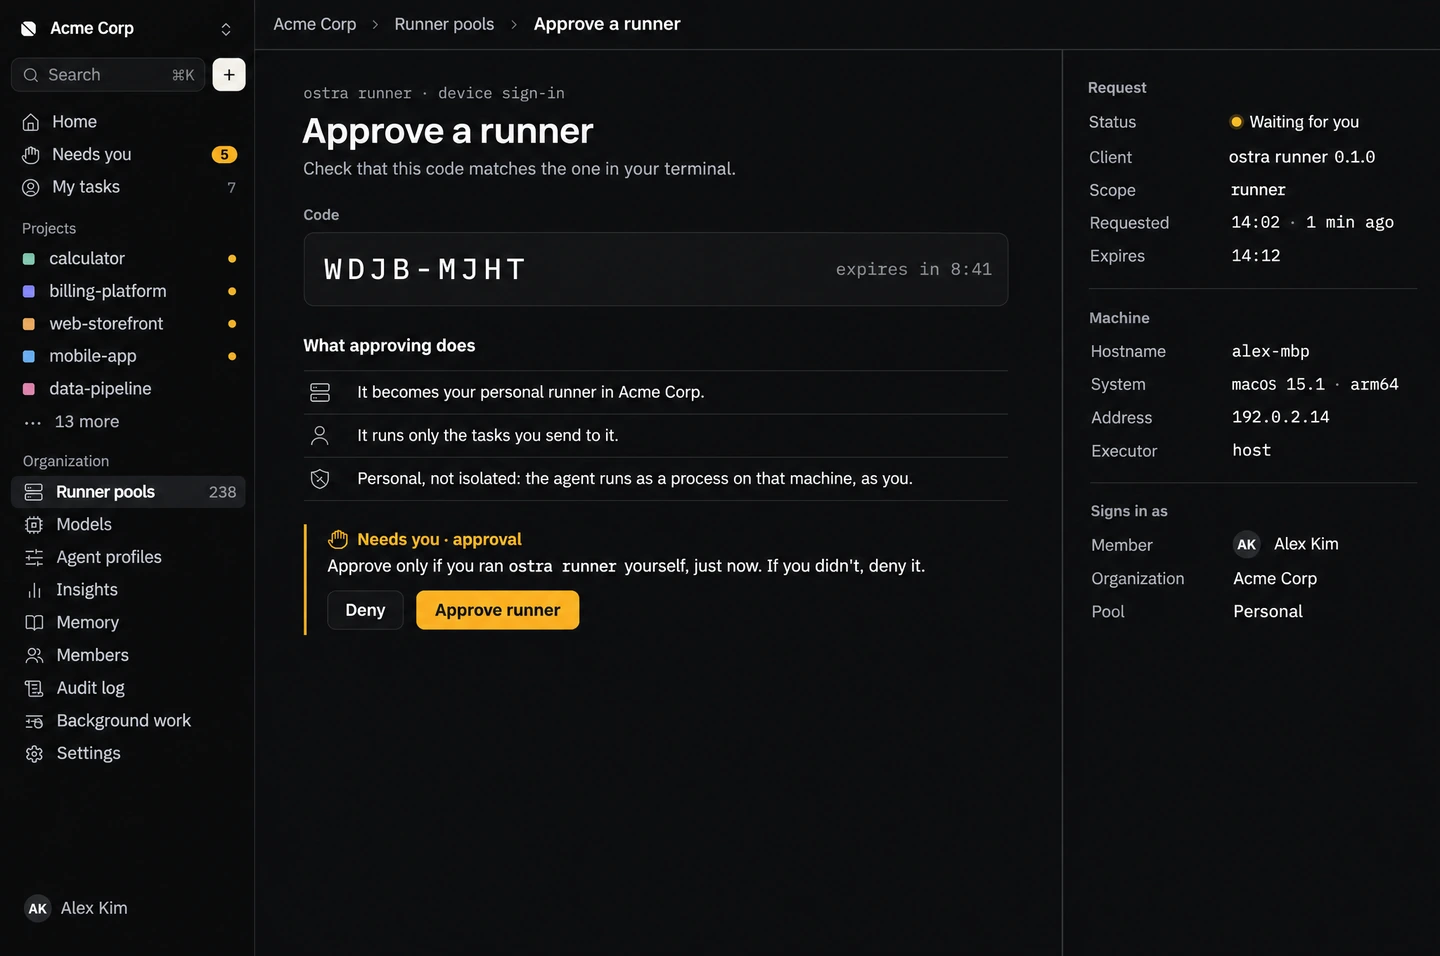 Acme Corp
Search ⌘K +
Home
Needs you 5
My tasks 7
Projects
calculator
billing-platform
web-storefront
mobile-app
data-pipeline
··· 13 more
Organization
Runner pools 238
Models
Agent profiles
Insights
Memory
Members
Audit log
Background work
Settings
AK Alex Kim
Acme Corp > Runner pools > Approve a runner
ostra runner · device sign-in
Approve a runner
Check that this code matches the one in your terminal.
Code
WDJB-MJHT expires in 8:41
What approving does
It becomes your personal runner in Acme Corp.
It runs only the tasks you send to it.
Personal, not isolated: the agent runs as a process on that machine, as you.
Needs you · approval
Approve only if you ran ostra runner yourself, just now. If you didn't, deny it.
Deny Approve runner
Request
Status Waiting for you
Client ostra runner 0.1.0
Scope runner
Requested 14:02 · 1 min ago
Expires 14:12
Machine
Hostname alex-mbp
System macOS 15.1 · arm64
Address 192.0.2.14
Executor host
Signs in as
Member AK Alex Kim
Organization Acme Corp
Pool Personal